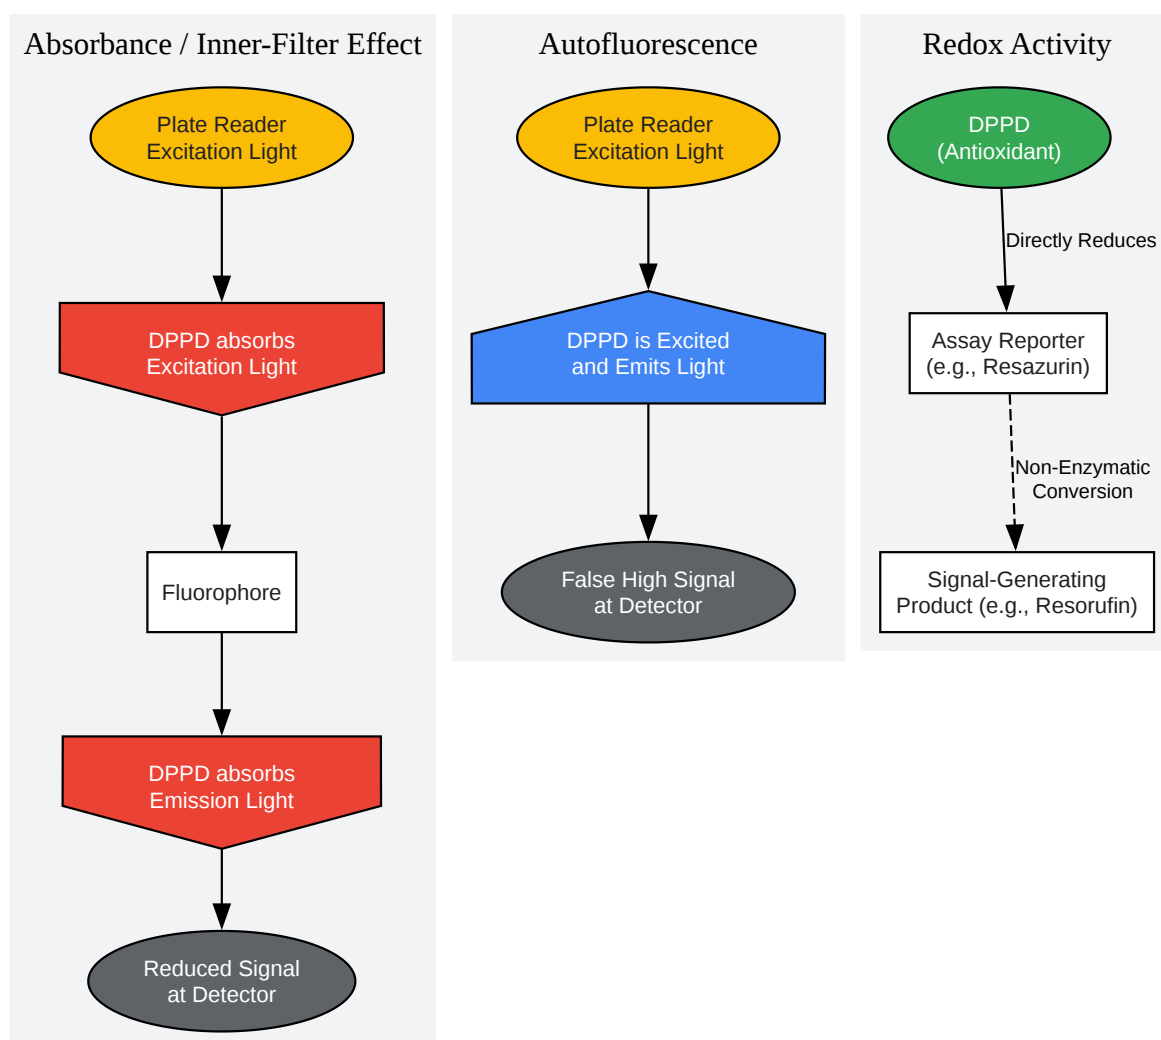 Absorbance / Inner-Filter Effect
Plate Reader
Excitation Light
DPPD absorbs
Excitation Light
Fluorophore
DPPD absorbs
Emission Light
Reduced Signal
at Detector
Autofluorescence
Plate Reader
Excitation Light
DPPD is Excited
and Emits Light
False High Signal
at Detector
Redox Activity
DPPD
(Antioxidant)
Directly Reduces
Assay Reporter
(e.g., Resazurin)
Non-Enzymatic
Conversion
Signal-Generating
Product (e.g., Resorufin)